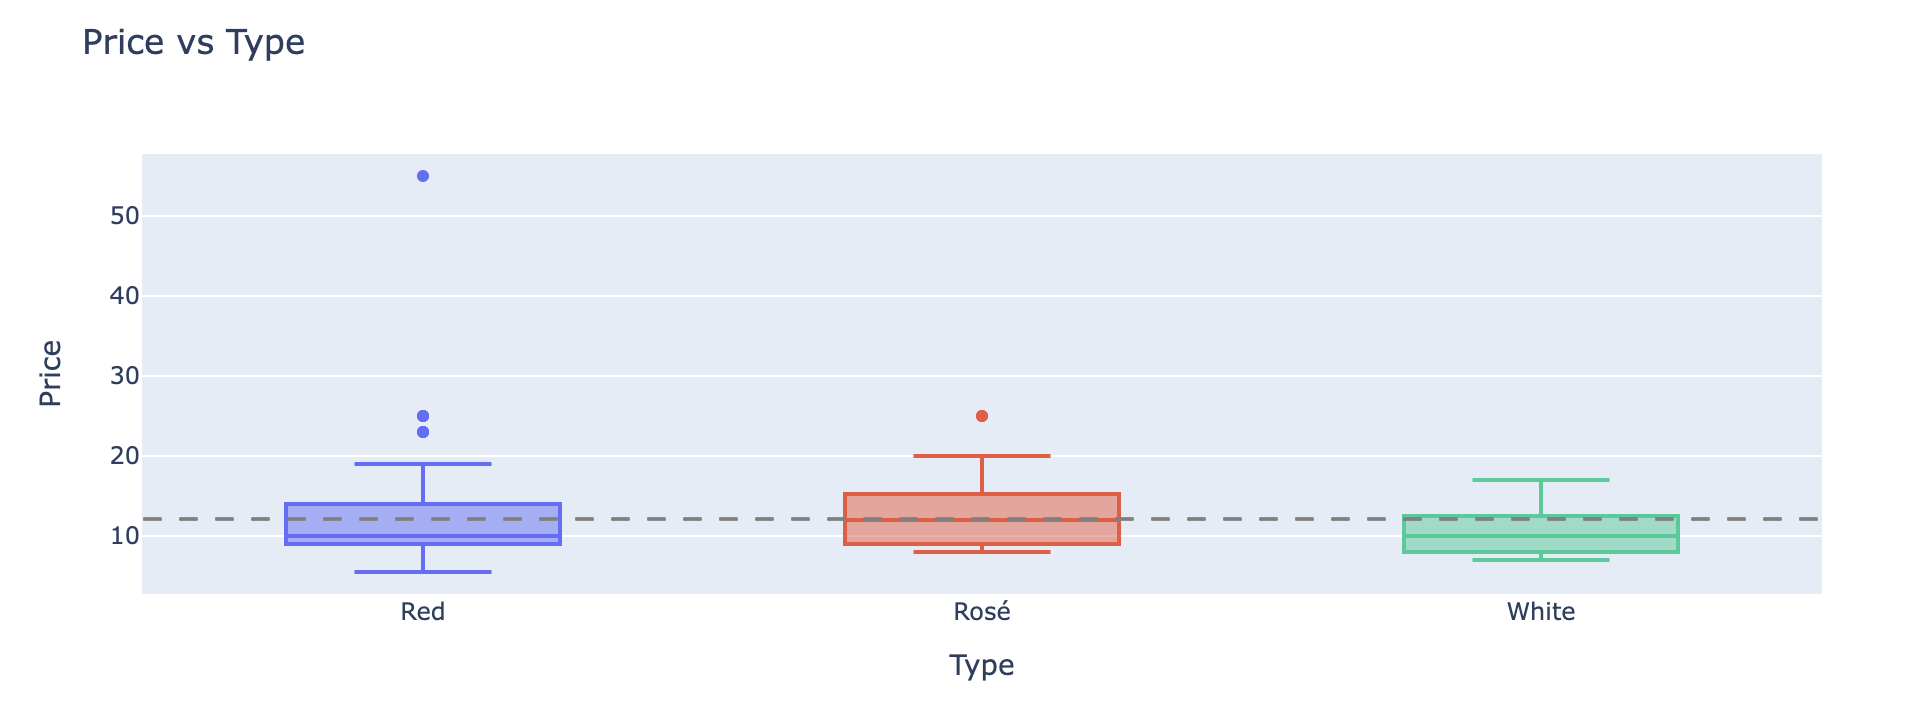 Price vs Type
Price
50
40
30
20
10
Red
Rosé
White
Type